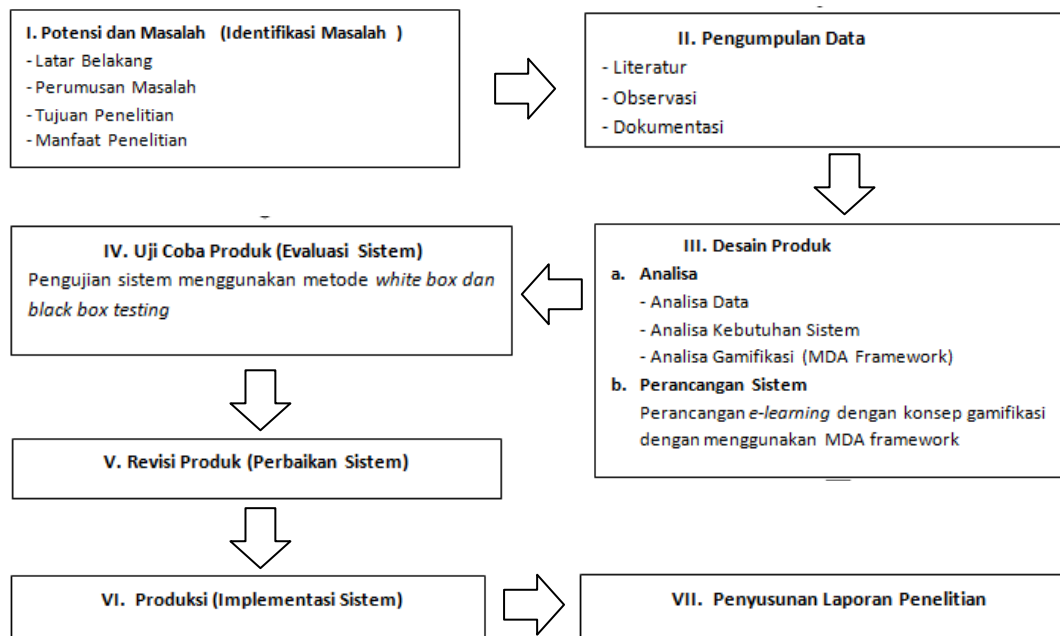 I. Potensi dan Masalah (Identifikasi Masalah )
- Latar Belakang
- Perumusan Masalah
- Tujuan Penelitian
- Manfaat Penelitian
II. Pengumpulan Data
- Literatur
- Observasi
- Dokumentasi
III. Desain Produk
a. Analisa
- Analisa Data
- Analisa Kebutuhan Sistem
- Analisa Gamifikasi (MDA Framework)
b. Perancangan Sistem
Perancangan e-learning dengan konsep gamifikasi
dengan menggunakan MDA framework
IV. Uji Coba Produk (Evaluasi Sistem)
Pengujian sistem menggunakan metode white box dan
black box testing
V. Revisi Produk (Perbaikan Sistem)
VI. Produksi (Implementasi Sistem)
VII. Penyusunan Laporan Penelitian